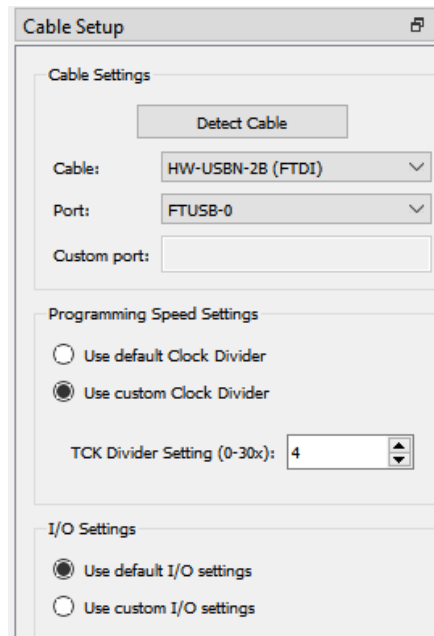 Cable Setup
Cable Settings
Detect Cable
Cable: HW-USBN-2B (FTDI)
Port: FTUSB-0
Custom port:
Programming Speed Settings
Use default Clock Divider
Use custom Clock Divider
TCK Divider Setting (0-30x): 4
I/O Settings
Use default I/O settings
Use custom I/O settings